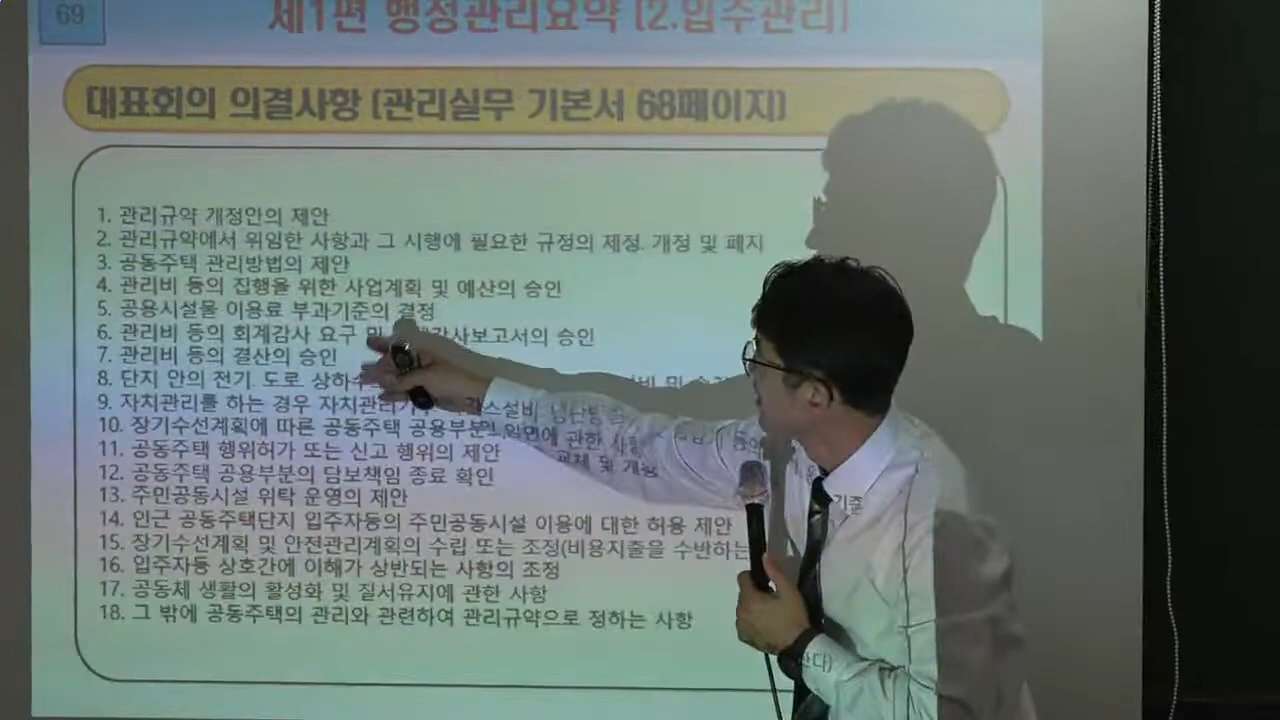 69
제1편 행정관리요약 (2.입주관리)
대표회의 의결사항 (관리실무 기본서 68페이지)
1. 관리규약 개정안의 제안
2. 관리규약에서 위임한 사항과 그 시행에 필요한 규정의 제정. 개정 및 폐지
3. 공동주택 관리방법의 제안
4. 관리비 등의 집행을 위한 사업계획 및 예산의 승인
5. 공용시설물 이용료 부과기준의 결정
6. 관리비 등의 회계감사 요구 및 감사보고서의 승인
7. 관리비 등의 결산의 승인
8. 단지 안의 전기. 도로. 상하수
9. 자치관리를 하는 경우 자치관리기
10. 장기수선계획에 따른 공동주택 공용부분의
11. 공동주택 행위허가 또는 신고 행위의 제안
12. 공동주택 공용부분의 담보책임 종료 확인
13. 주민공동시설 위탁 운영의 제안
14. 인근 공동주택단지 입주자등의 주민공동시설 이용에 대한 허용 제안
15. 장기수선계획 및 안전관리계획의 수립 또는 조정(비용지출을 수반하는
16. 입주자등 상호간에 이해가 상반되는 사항의 조정
17. 공동체 생활의 활성화 및 질서유지에 관한 사항
18. 그 밖에 공동주택의 관리와 관련하여 관리규약으로 정하는 사항